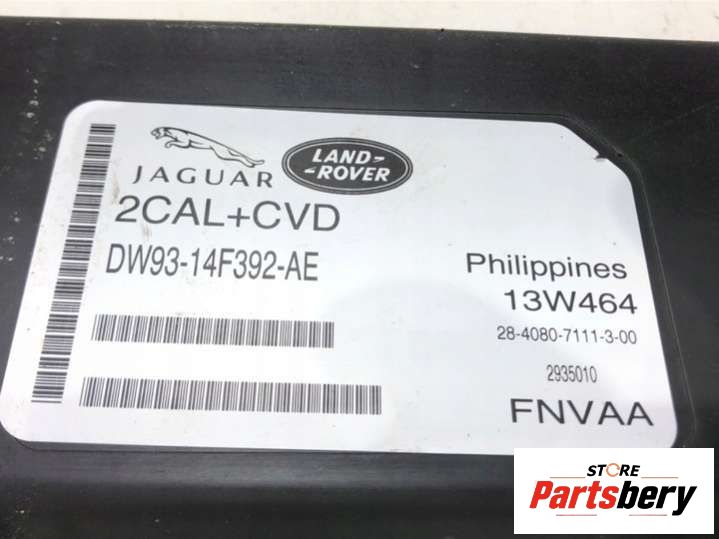 JAGUAR
LAND-
-ROVER
2CAL+CVD
DW93-14F392-AE
Philippines
13W464
28-4080-7111-3-00
2935010
FNVAA
STORE
Partsbery